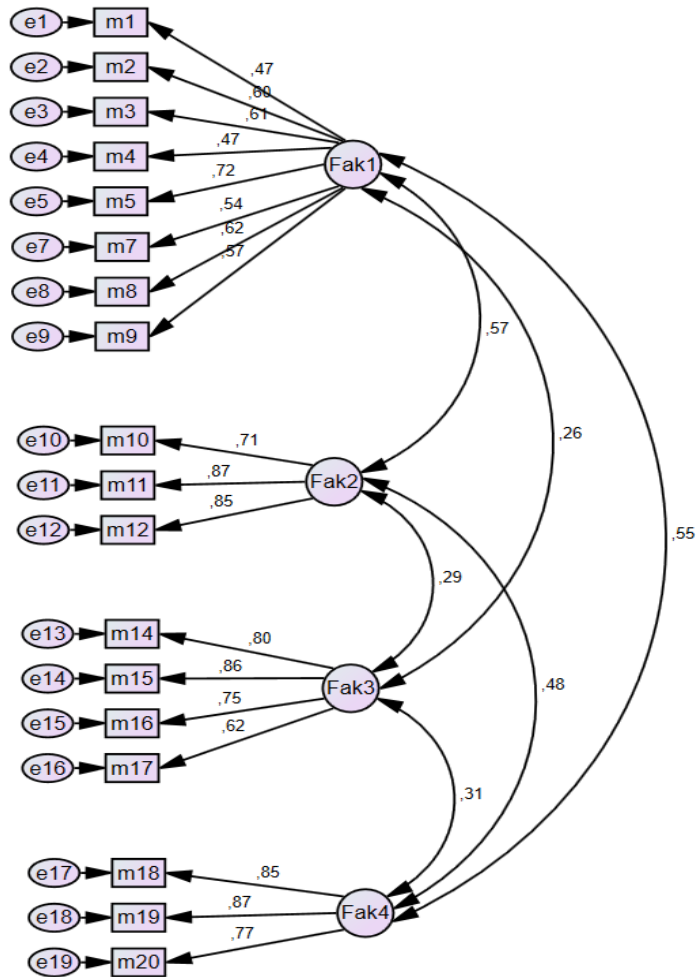 e1 m1
,47
e2 m2
,60
e3 m3
,61
e4 m4
,47
Fak1
e5 m5
,72
e7 m7
,54
e8 m8
,62
e9 m9
,57
,57
,26
e10 m10
,71
e11 m11
,87
Fak2
e12 m12
,85
,55
,29
e13 m14
,80
e14 m15
,86
Fak3
,48
e15 m16
,75
e16 m17
,62
,31
e17 m18
,85
e18 m19
,87
Fak4
e19 m20
,77